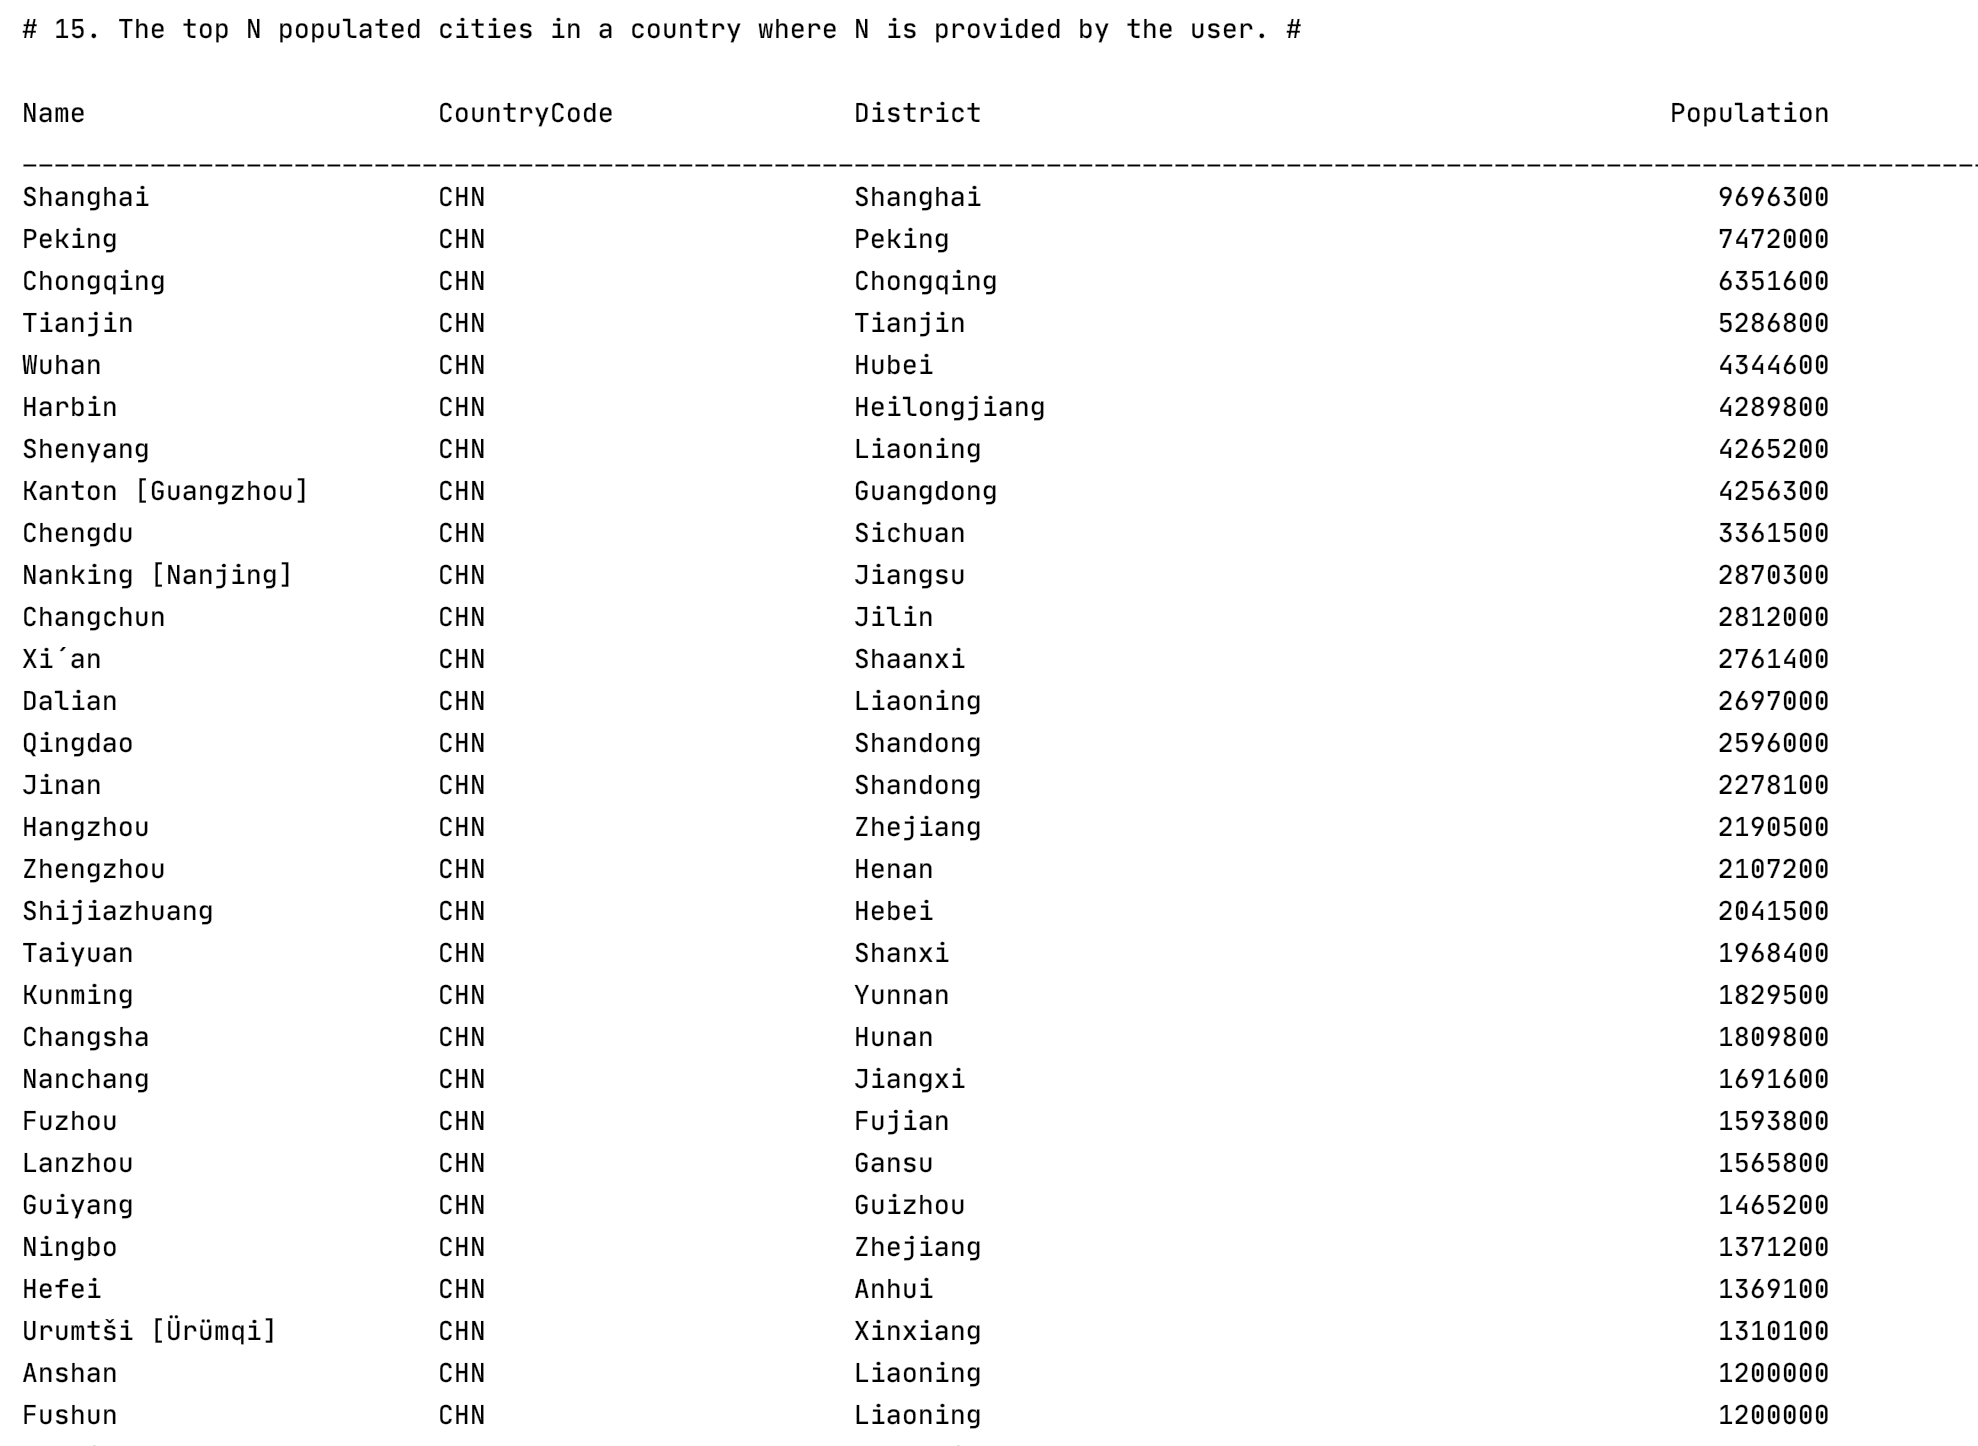 # 15. The top N populated cities in a country where N is provided by the user. #
Name CountryCode District Population
Shanghai CHN Shanghai 9696300
Peking CHN Peking 7472000
Chongqing CHN Chongqing 6351600
Tianjin CHN Tianjin 5286800
Wuhan CHN Hubei 4344600
Harbin CHN Heilongjiang 4289800
Shenyang CHN Liaoning 4265200
Kanton [Guangzhou] CHN Guangdong 4256300
Chengdu CHN Sichuan 3361500
Nanking [Nanjing] CHN Jiangsu 2870300
Changchun CHN Jilin 2812000
Xi´an CHN Shaanxi 2761400
Dalian CHN Liaoning 2697000
Qingdao CHN Shandong 2596000
Jinan CHN Shandong 2278100
Hangzhou CHN Zhejiang 2190500
Zhengzhou CHN Henan 2107200
Shijiazhuang CHN Hebei 2041500
Taiyuan CHN Shanxi 1968400
Kunming CHN Yunnan 1829500
Changsha CHN Hunan 1809800
Nanchang CHN Jiangxi 1691600
Fuzhou CHN Fujian 1593800
Lanzhou CHN Gansu 1565800
Guiyang CHN Guizhou 1465200
Ningbo CHN Zhejiang 1371200
Hefei CHN Anhui 1369100
Urumtši [Ürümqi] CHN Xinxiang 1310100
Anshan CHN Liaoning 1200000
Fushun CHN Liaoning 1200000